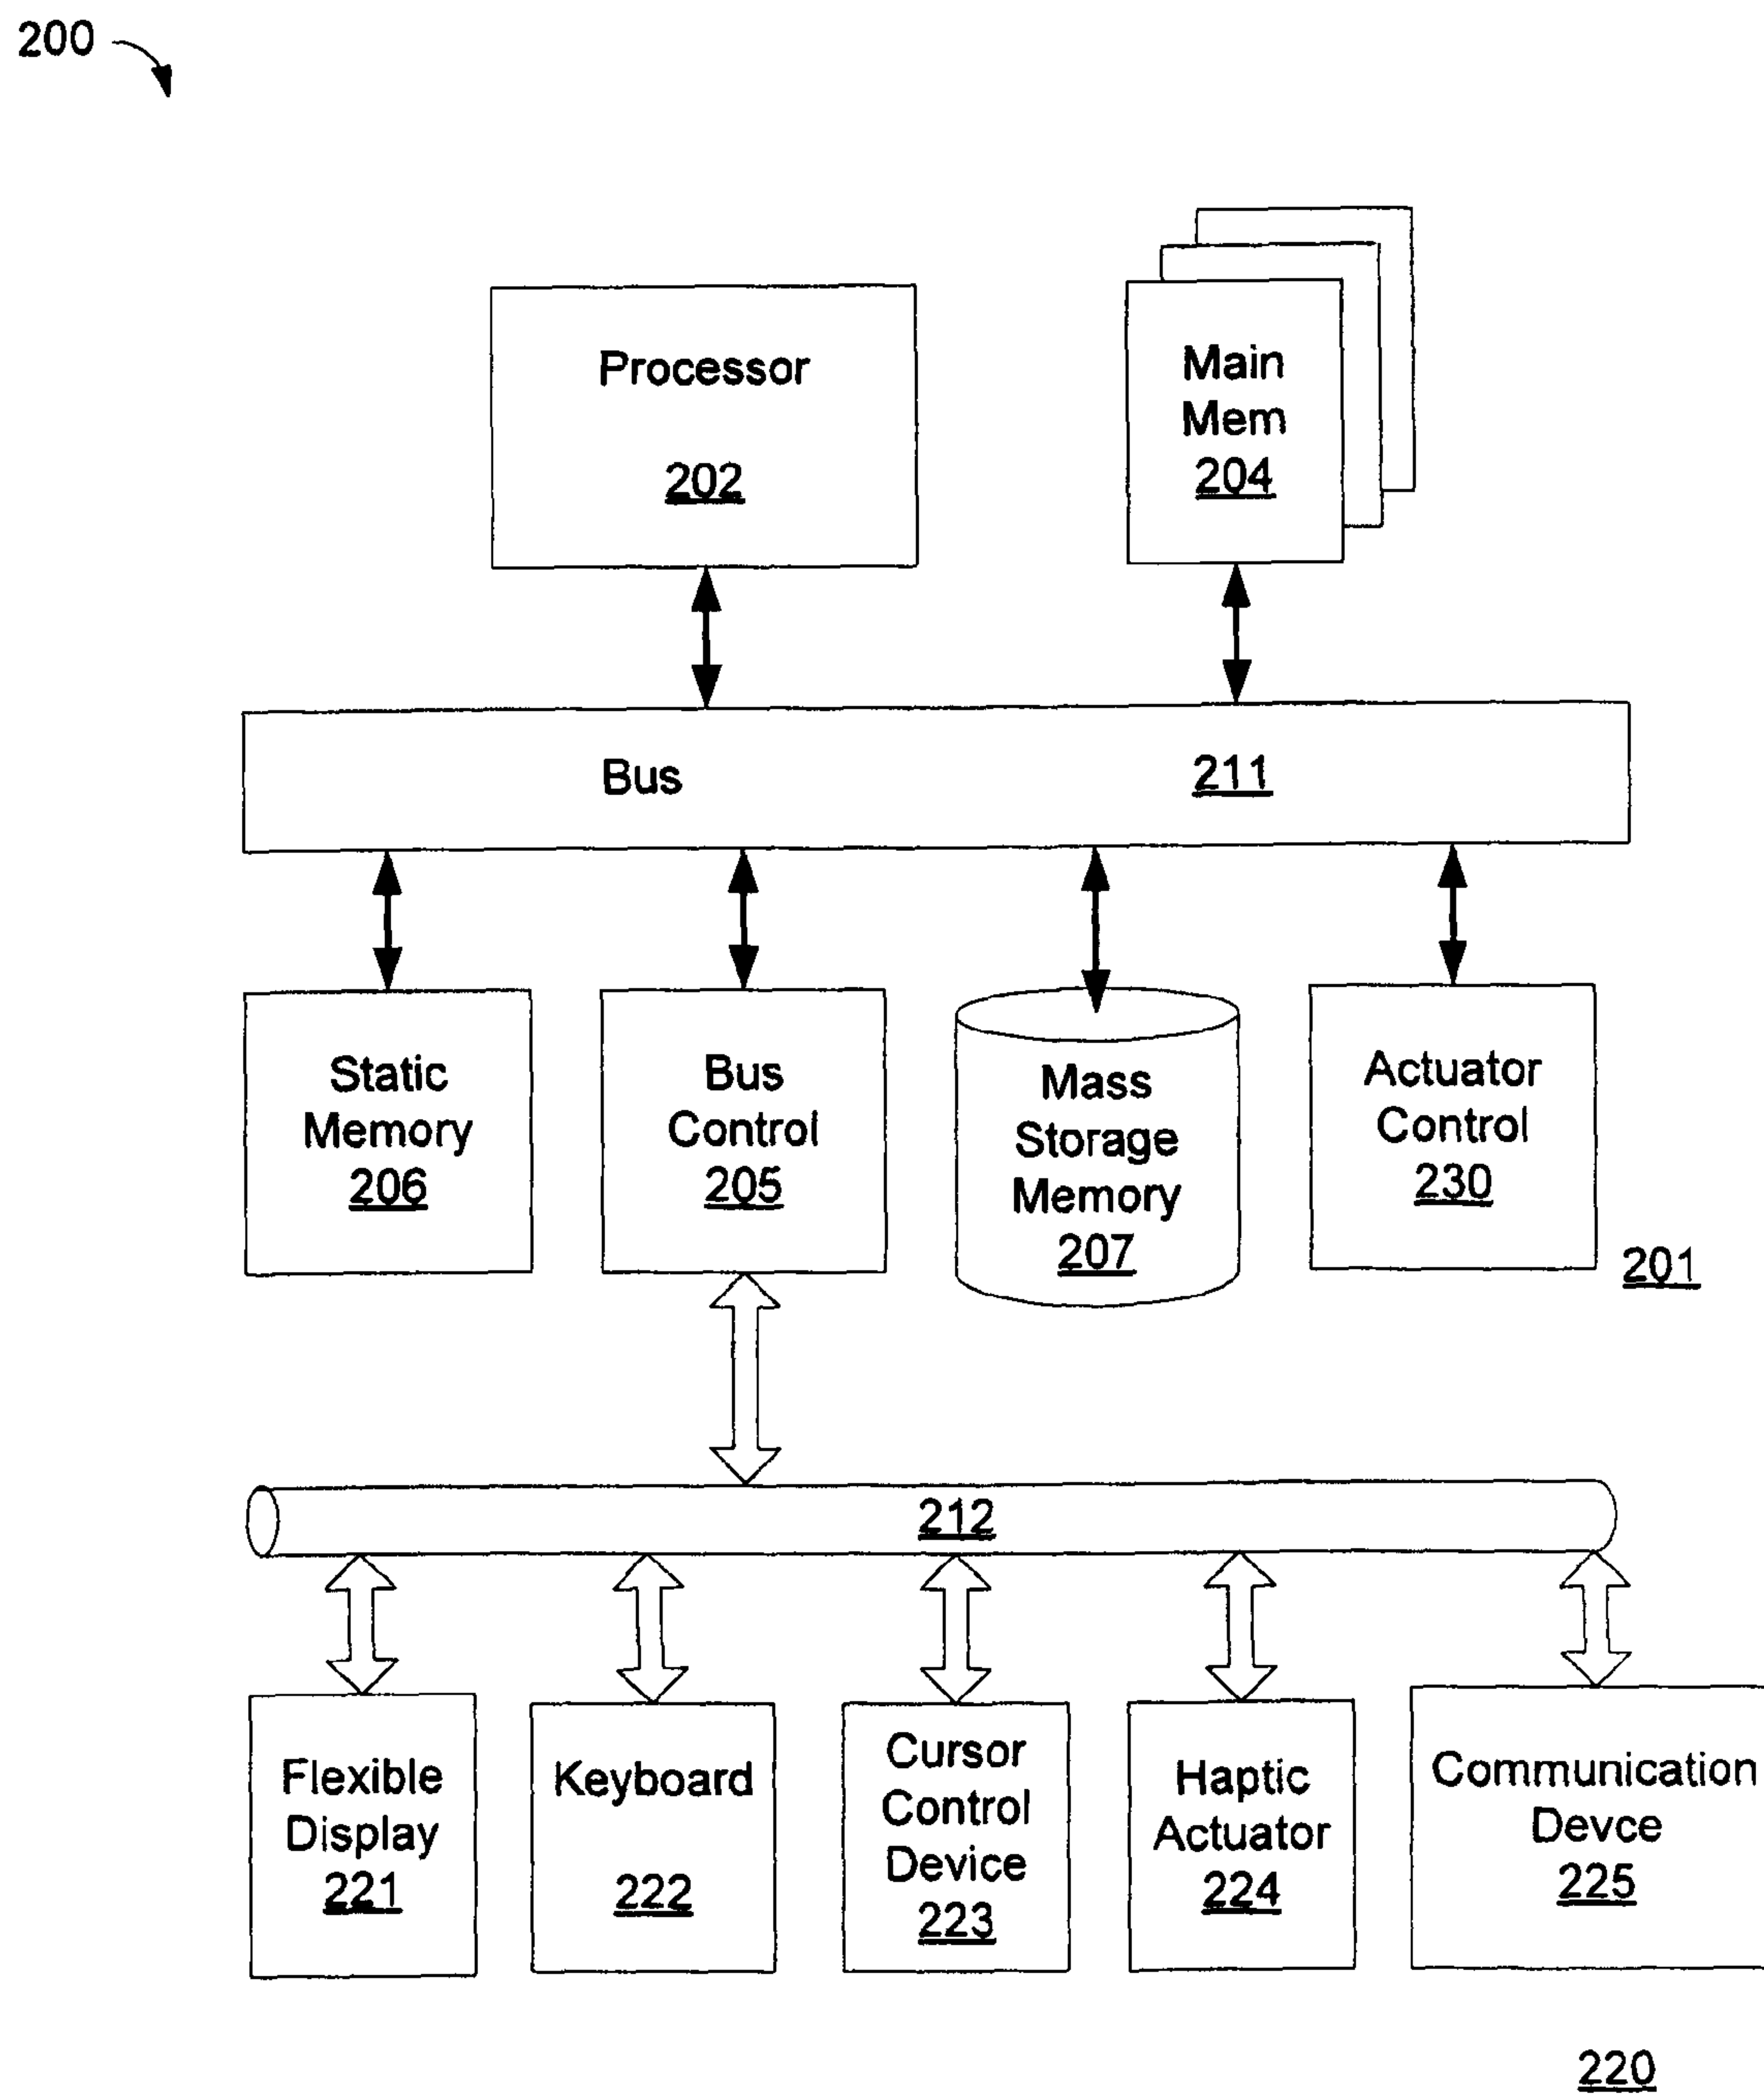 200
Processor
202
Main
Mem
204
Bus
211
Static
Memory
206
Bus
Control
205
Mass
Storage
Memory
207
Actuator
Control
230
201
212
Flexible
Display
221
Keyboard
222
Cursor
Control
Device
223
Haptic
Actuator
224
Communication
Devce
225
220